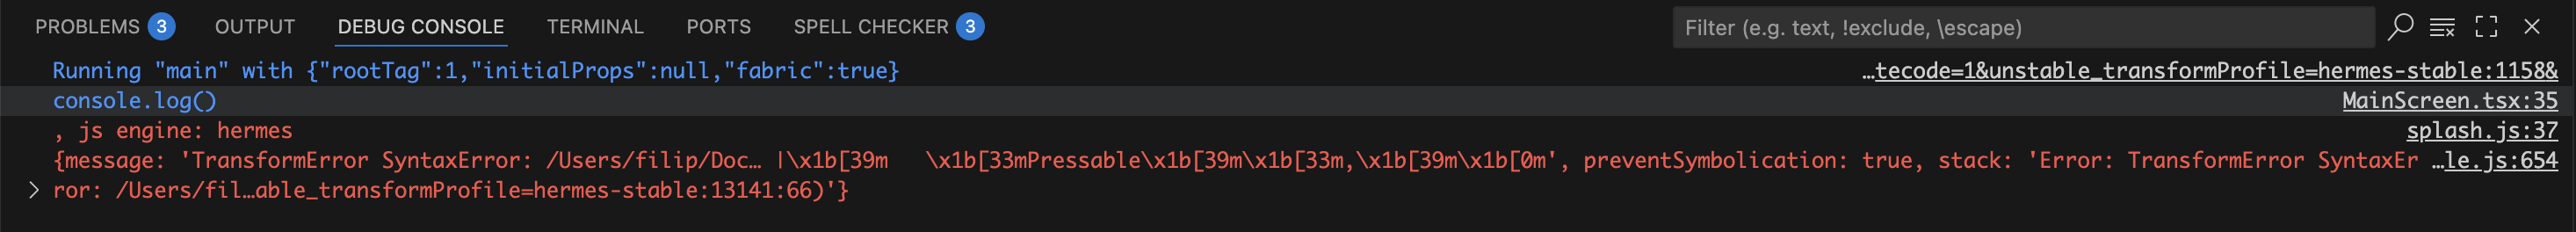 PROBLEMS 3 OUTPUT DEBUG CONSOLE TERMINAL PORTS SPELL CHECKER 3 Filter (e.g. text, !exclude, \escape)
Running "main" with {"rootTag":1,"initialProps":null,"fabric":true} …tecode=1&unstable_transformProfile=hermes-stable:1158&
console.log() MainScreen.tsx:35
, js engine: hermes splash.js:37
{message: 'TransformError SyntaxError: /Users/filip/Doc… |\x1b[39m   \x1b[33mPressable\x1b[39m\x1b[33m,\x1b[39m\x1b[0m', preventSymbolication: true, stack: 'Error: TransformError SyntaxEr …le.js:654
ror: /Users/fil…able_transformProfile=hermes-stable:13141:66)'}